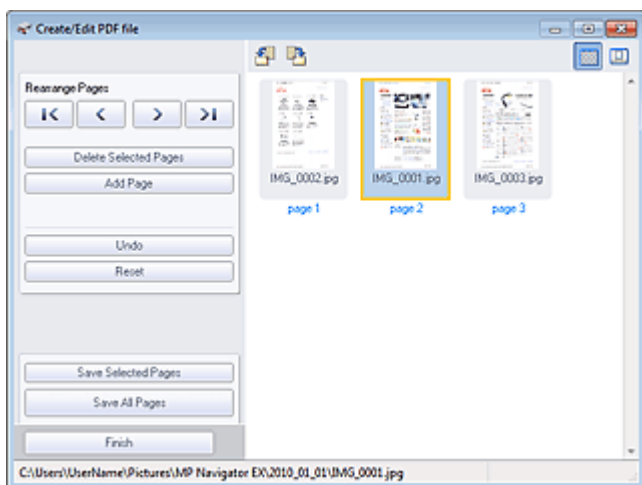 Create/Edit PDF file
Rearrange Pages
Delete Selected Pages
Add Page
Undo
Reset
Save Selected Pages
Save All Pages
Finish
IMG_0002.jpg
IMG_0001.jpg
IMG_0003.jpg
page 1
page 2
page 3
C:\Users\UserName\Pictures\MP Navigator EX\2010_01_01\IMG_0001.jpg